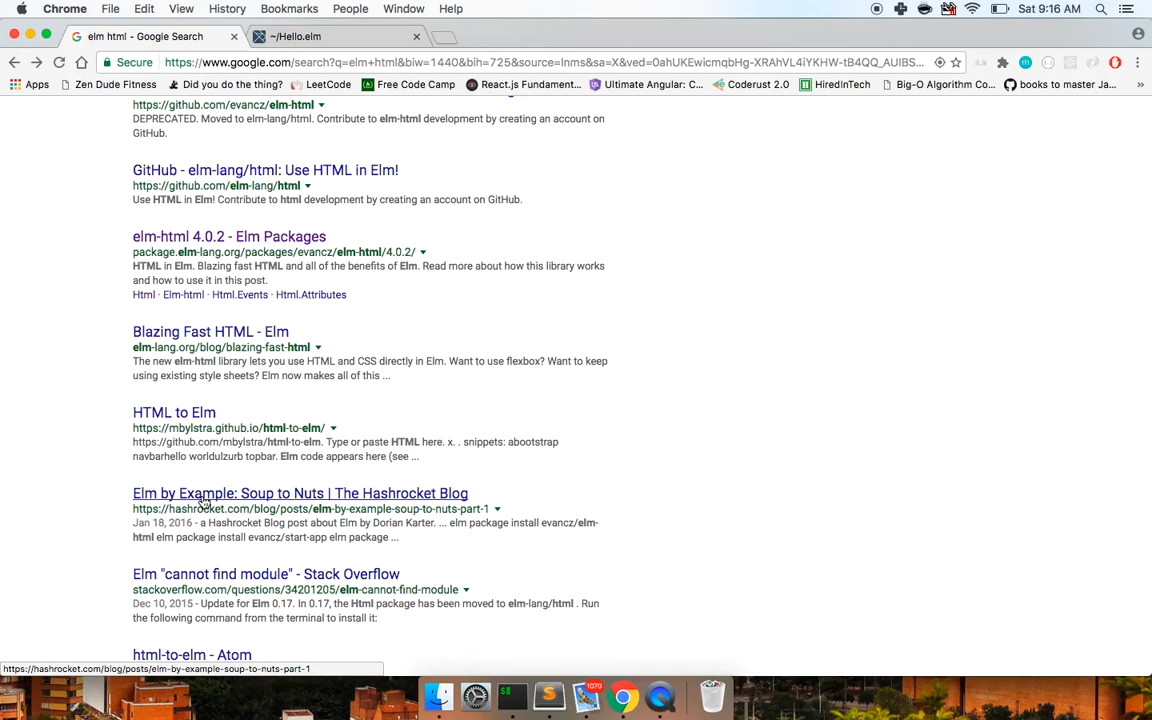 Chrome File Edit View History Bookmarks People Window Help Sat 9:16 AM
elm html - Google Search ~/Hello.elm
Secure https://www.google.com/search?q=elm+html&biw=1440&bih=725&source=lnms&sa=X&ved=0ahUKEwicmqbHg-XRAhVL4iYKHW-tB4QQ_AUIBS...
Apps Zen Dude Fitness Did you do the thing? LeetCode Free Code Camp React.js Fundament... Ultimate Angular: C... Coderust 2.0 HiredInTech Big-O Algorithm Co... books to master Ja... »
https://github.com/evancz/elm-html
DEPRECATED. Moved to elm-lang/html. Contribute to elm-html development by creating an account on
GitHub.
GitHub - elm-lang/html: Use HTML in Elm!
https://github.com/elm-lang/html
Use HTML in Elm! Contribute to html development by creating an account on GitHub.
elm-html 4.0.2 - Elm Packages
package.elm-lang.org/packages/evancz/elm-html/4.0.2/
HTML in Elm. Blazing fast HTML and all of the benefits of Elm. Read more about how this library works
and how to use it in this post.
Html · Elm-html · Html.Events · Html.Attributes
Blazing Fast HTML - Elm
elm-lang.org/blog/blazing-fast-html
The new elm-html library lets you use HTML and CSS directly in Elm. Want to use flexbox? Want to keep
using existing style sheets? Elm now makes all of this ...
HTML to Elm
https://mbylstra.github.io/html-to-elm/
https://github.com/mbylstra/html-to-elm. Type or paste HTML here. x. . snippets: abootstrap
navbarhello worldulzurb topbar. Elm code appears here (see ...
Elm by Example: Soup to Nuts | The Hashrocket Blog
https://hashrocket.com/blog/posts/elm-by-example-soup-to-nuts-part-1
Jan 18, 2016 - a Hashrocket Blog post about Elm by Dorian Karter. ... elm package install evancz/elm-
html elm package install evancz/start-app elm package ...
Elm "cannot find module" - Stack Overflow
stackoverflow.com/questions/34201205/elm-cannot-find-module
Dec 10, 2015 - Update for Elm 0.17. In 0.17, the Html package has been moved to elm-lang/html . Run
the following command from the terminal to install it:
html-to-elm - Atom
https://hashrocket.com/blog/posts/elm-by-example-soup-to-nuts-part-1
1070